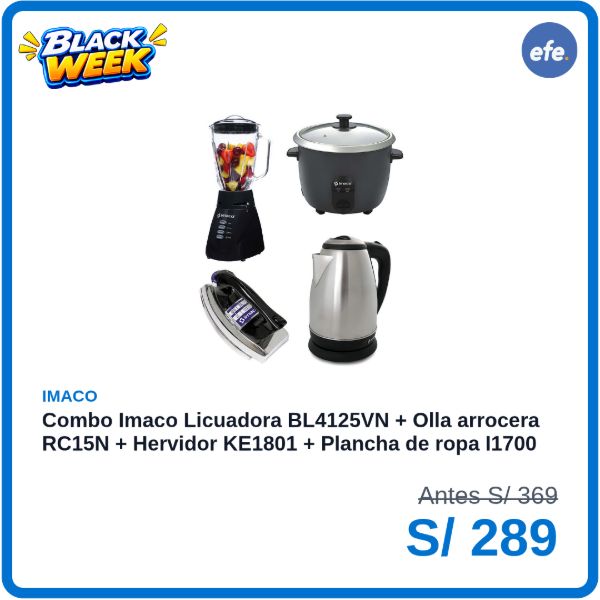 BLACK
WEEK
efe.
imaco
IMACO
Combo Imaco Licuadora BL4125VN + Olla arrocera
RC15N + Hervidor KE1801 + Plancha de ropa I1700
Antes S/ 369
S/ 289